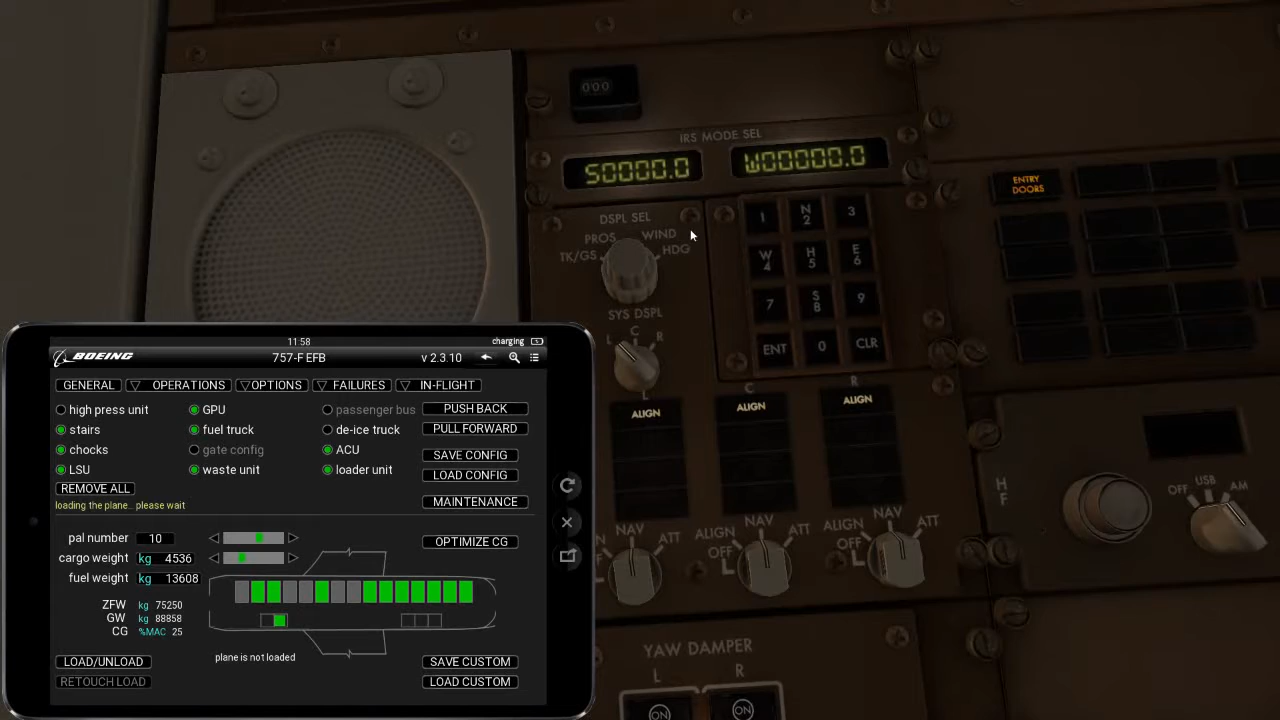 000
IRS MODE SEL
S0000.0 W00000.0
DSPL SEL
PROS WIND
TK/GS HDG
SYS DSPL
L C R
1 N 2 3
W 4 H 5 E 6
7 S 8 9
ENT 0 CLR
ENTRY DOORS
L C R
ALIGN ALIGN ALIGN
NAV ATT ALIGN NAV ATT ALIGN NAV ATT
OFF OFF
HF
OFF USB AM
YAW DAMPER
L R
ON ON
11:58 charging
BOEING 757-F EFB v 2.3.10
GENERAL OPERATIONS OPTIONS FAILURES IN-FLIGHT
high press unit GPU passenger bus PUSH BACK
stairs fuel truck de-ice truck PULL FORWARD
chocks gate config ACU SAVE CONFIG
LSU waste unit loader unit LOAD CONFIG
REMOVE ALL
loading the plane.. please wait MAINTENANCE
pal number 10 OPTIMIZE CG
cargo weight kg 4536
fuel weight kg 13608
ZFW kg 75250
GW kg 88858
CG %MAC 25
plane is not loaded
LOAD/UNLOAD SAVE CUSTOM
RETOUCH LOAD LOAD CUSTOM